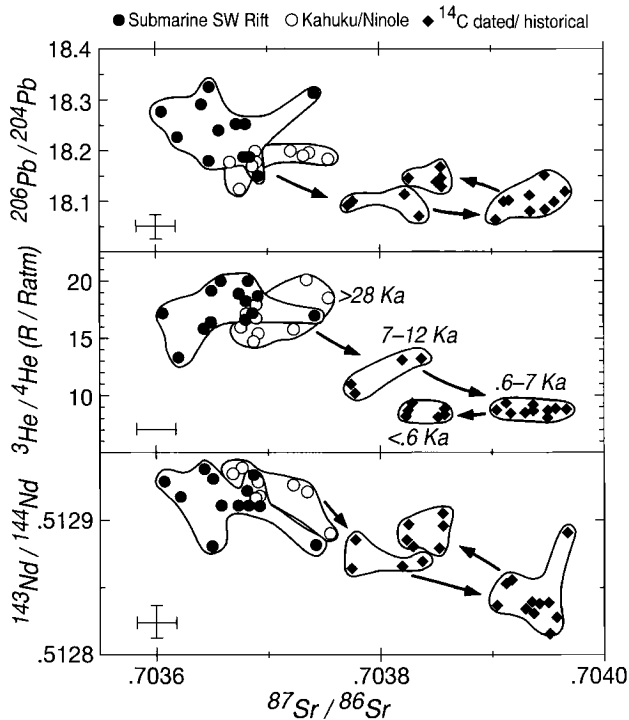 ● Submarine SW Rift ○ Kahuku/Ninole ◆ ¹⁴C dated/ historical
²⁰⁶Pb / ²⁰⁴Pb
18.4
18.3
18.2
18.1
³He / ⁴He (R / Ratm)
20
15
10
>28 Ka
7–12 Ka
.6–7 Ka
<.6 Ka
¹⁴³Nd / ¹⁴⁴Nd
.5129
.5128
.7036
.7038
.7040
⁸⁷Sr / ⁸⁶Sr